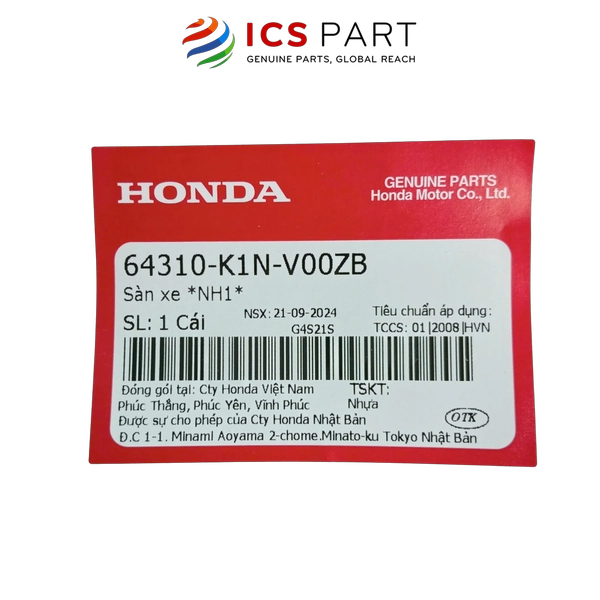 ICS PART
GENUINE PARTS, GLOBAL REACH
HONDA
GENUINE PARTS
Honda Motor Co., Ltd.
64310-K1N-V00ZB
Sàn xe *NH1*
SL: 1 Cái
NSX: 21-09-2024
G4S21S
Tiêu chuẩn áp dụng:
TCCS: 01|2008|HVN
Đóng gói tại: Cty Honda Việt Nam
Phúc Thắng, Phúc Yên, Vĩnh Phúc
TSKT:
Nhựa
Được sự cho phép của Cty Honda Nhật Bản
Đ.C 1-1. Minami Aoyama 2-chome.Minato-ku Tokyo Nhật Bản
OTK